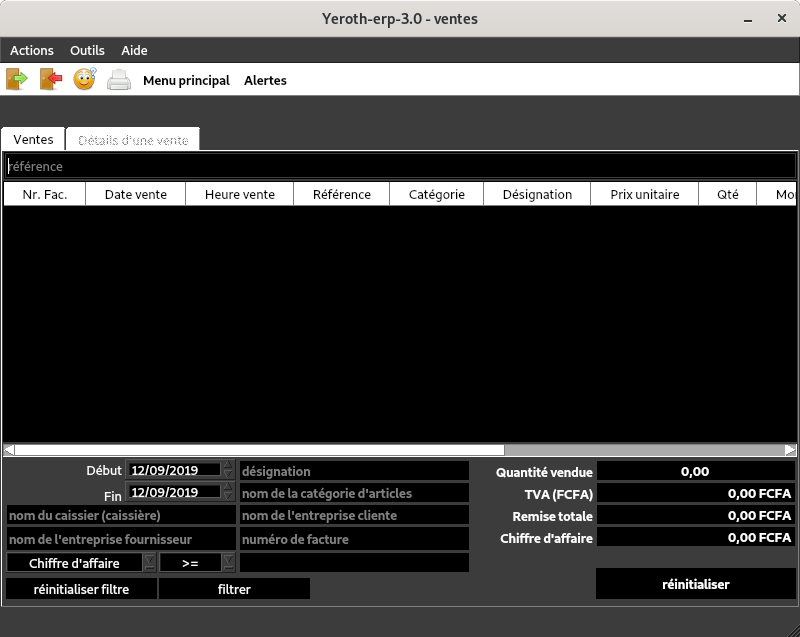 Yeroth-erp-3.0 - ventes
Actions Outils Aide
Menu principal Alertes
Ventes Détails d'une vente
référence
Nr. Fac. Date vente Heure vente Référence Catégorie Désignation Prix unitaire Qté Mo
Début 12/09/2019 désignation Quantité vendue 0,00
Fin 12/09/2019 nom de la catégorie d'articles TVA (FCFA) 0,00 FCFA
nom du caissier (caissière) nom de l'entreprise cliente Remise totale 0,00 FCFA
nom de l'entreprise fournisseur numéro de facture Chiffre d'affaire 0,00 FCFA
Chiffre d'affaire >=
réinitialiser filtre filtrer réinitialiser